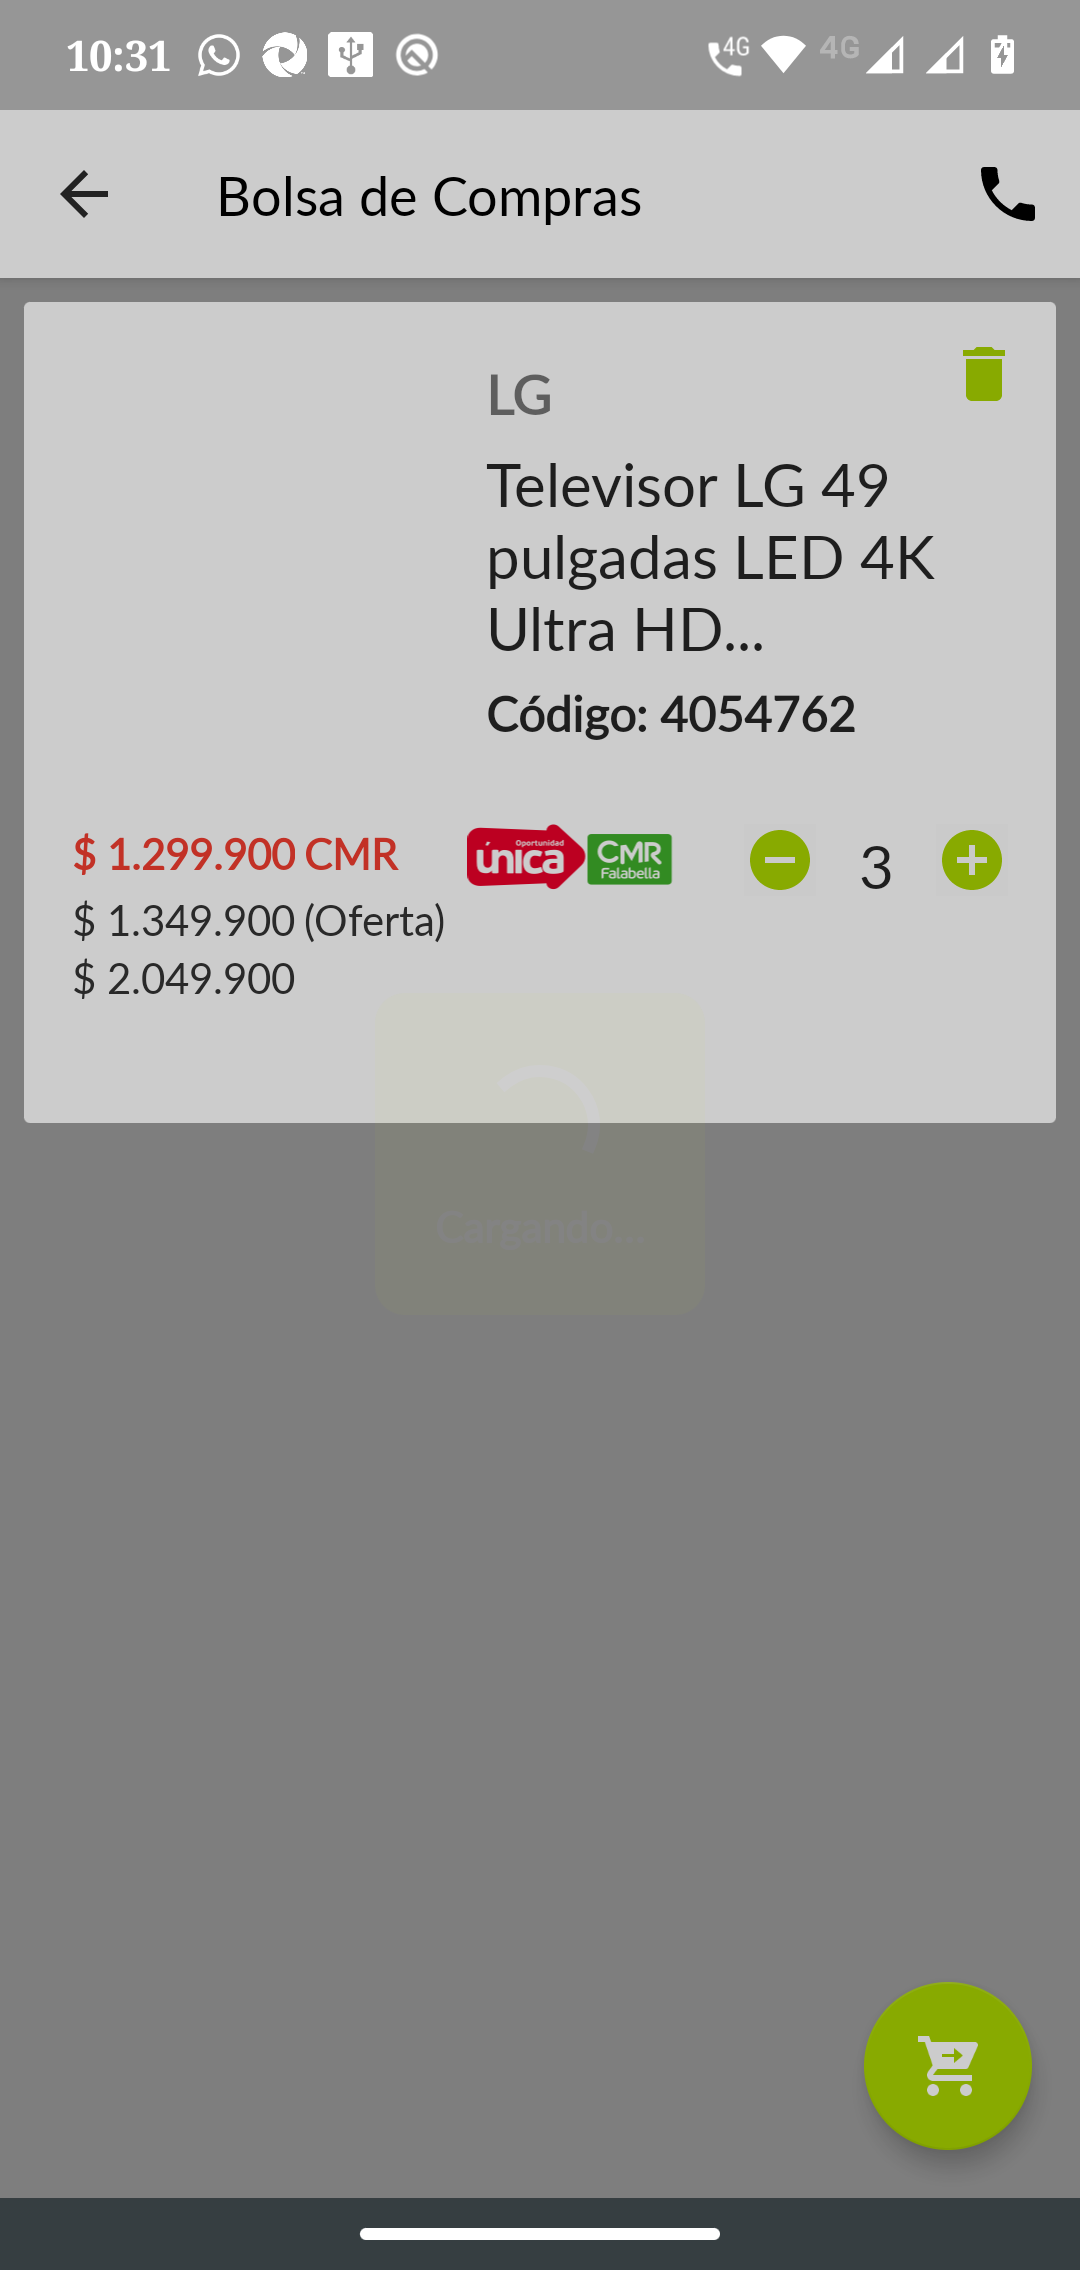 10:31
4G
4G
Bolsa de Compras
LG
Televisor LG 49
pulgadas LED 4K
Ultra HD...
Código: 4054762
$ 1.299.900 CMR
Oportunidad
única
CMR
Falabella
3
$ 1.349.900 (Oferta)
$ 2.049.900
Cargando...